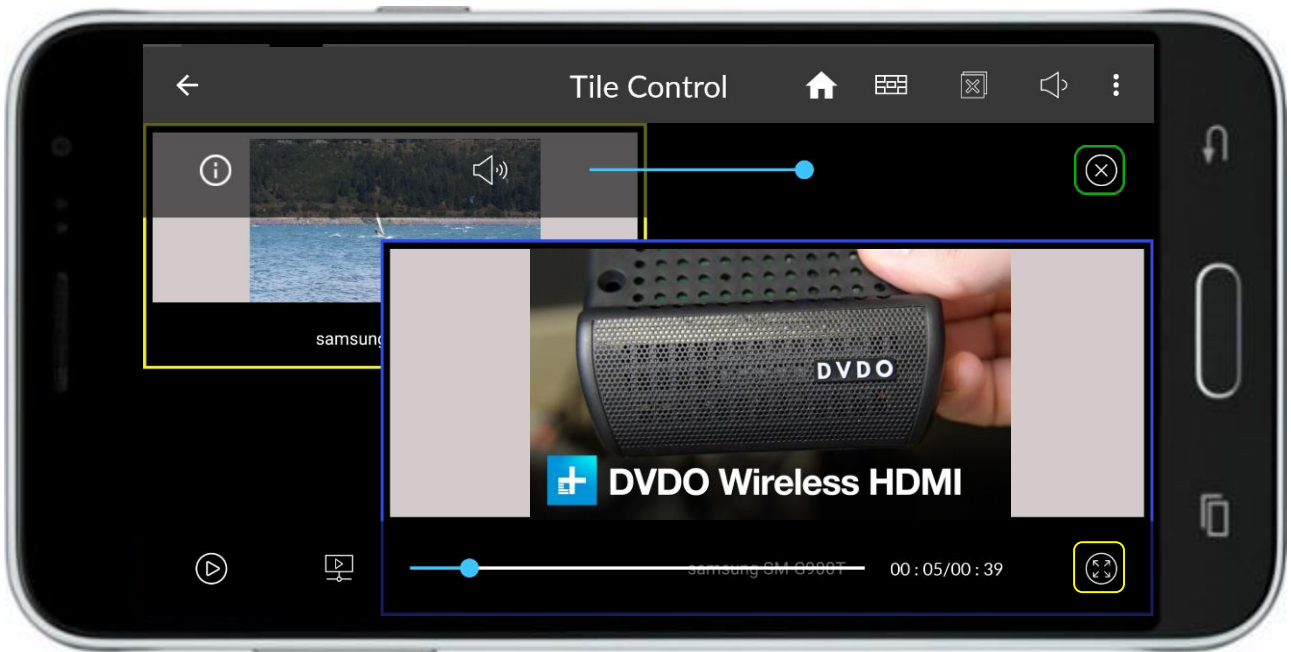 Tile Control
samsung
DVDO
DVDO Wireless HDMI
samsung SM-G900T
00 : 05/00 : 39